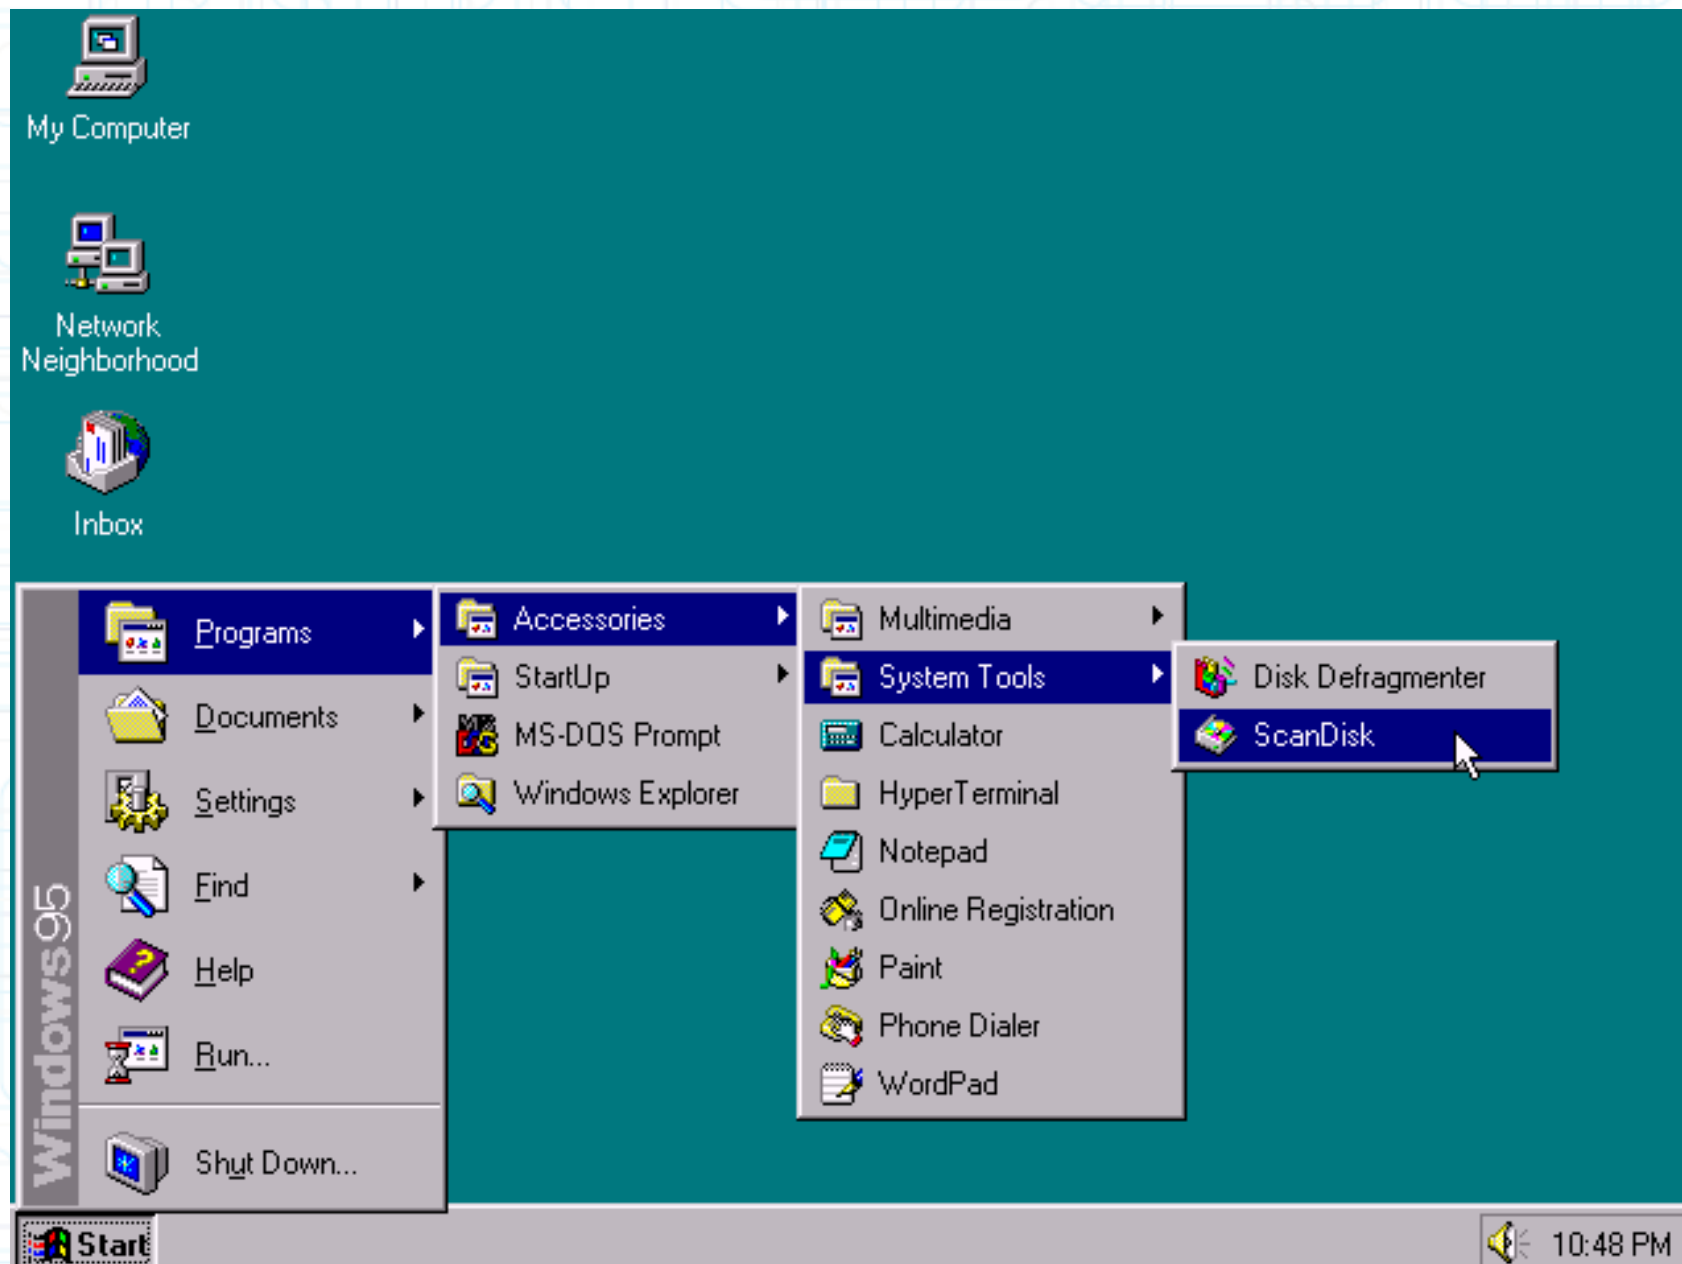 My Computer
Network
Neighborhood
Inbox
Windows95
Programs
Documents
Settings
Find
Help
Run...
Shut Down...
Accessories
StartUp
MS-DOS Prompt
Windows Explorer
Multimedia
System Tools
Calculator
HyperTerminal
Notepad
Online Registration
Paint
Phone Dialer
WordPad
Disk Defragmenter
ScanDisk
Start
10:48 PM